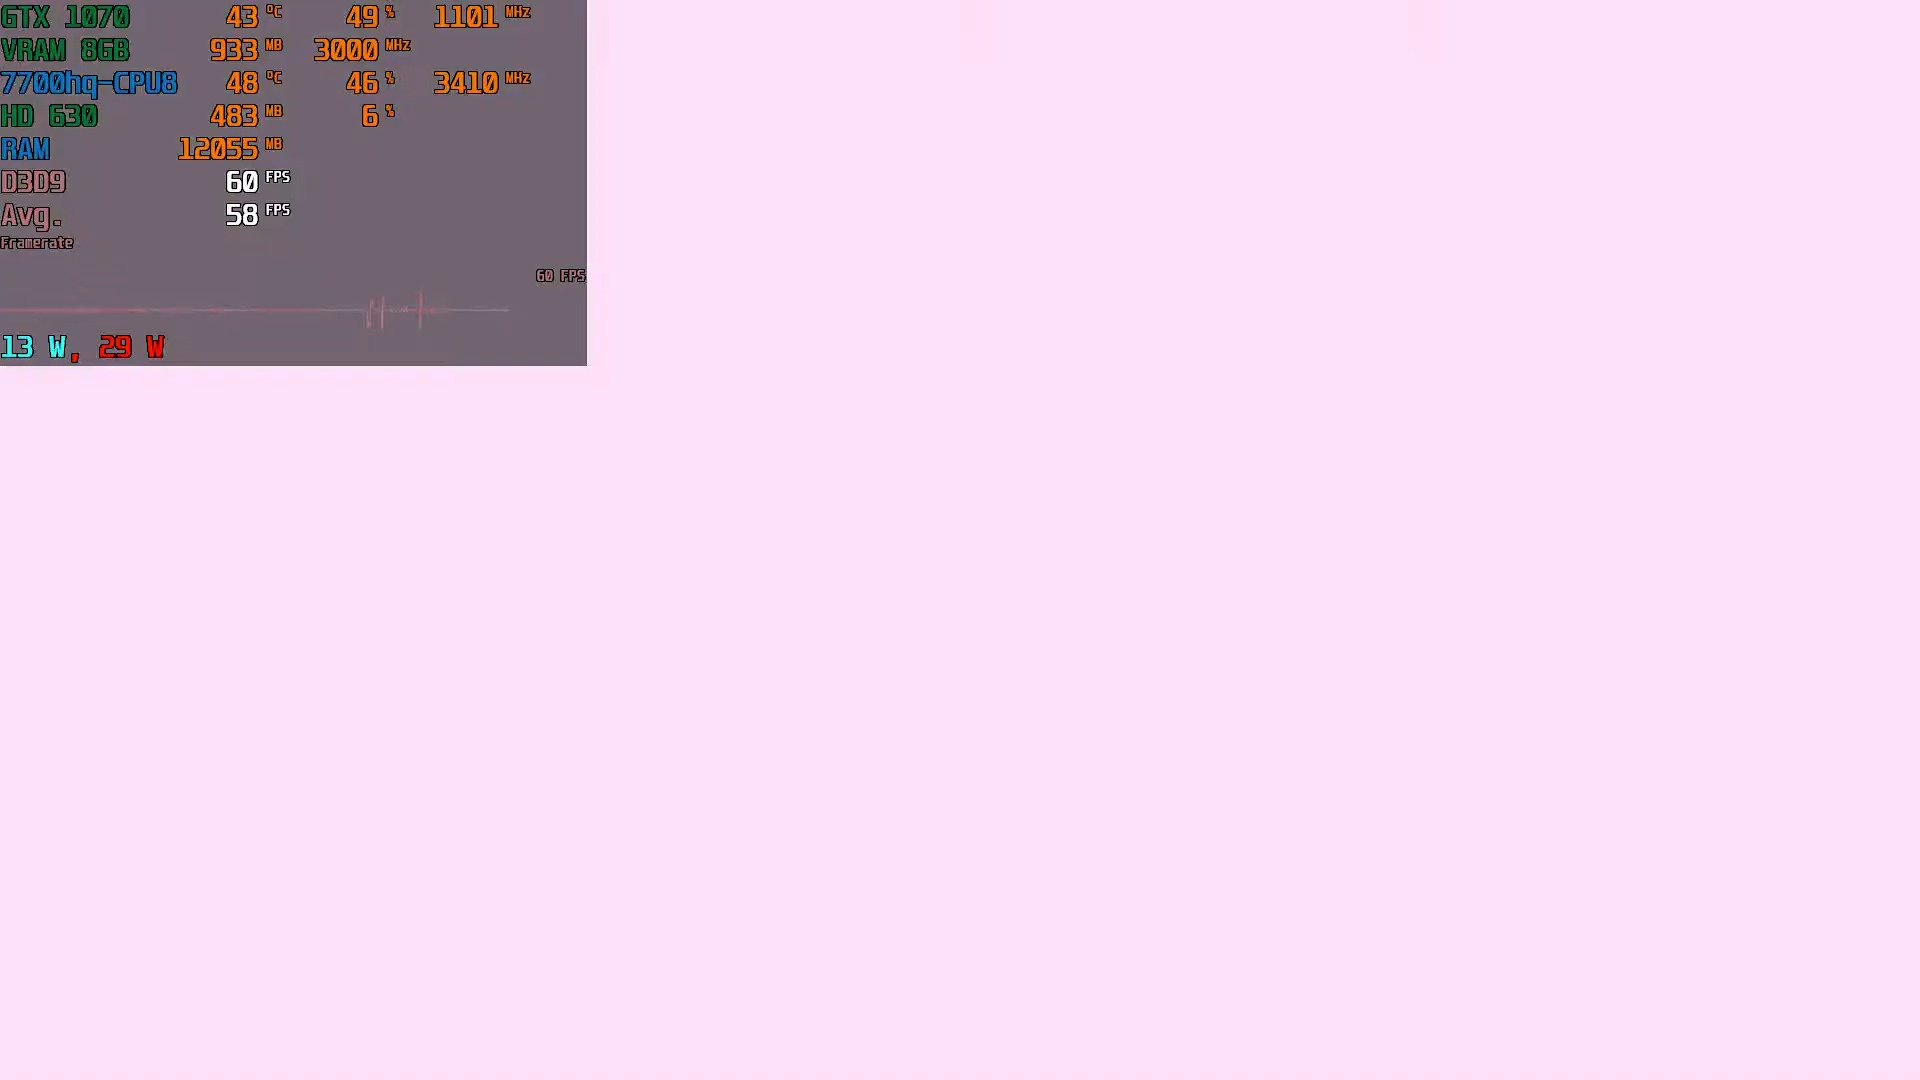 GTX 1070 43 °C 49 % 1101 MHz
VRAM 8GB 933 MB 3000 MHz
7700hq-CPU8 48 °C 46 % 3410 MHz
HD 630 483 MB 6 %
RAM 12055 MB
D3D9 60 FPS
Avg. 58 FPS
Framerate
60 FPS
13 W, 29 W